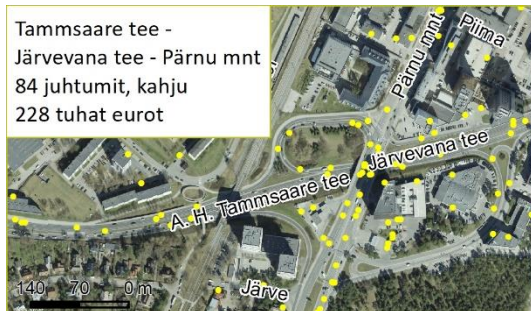 Tammsaare tee -
Järvevana tee - Pärnu mnt
84 juhtumit, kahju
228 tuhat eurot
Pärnu mnt
Piima
Järvevana tee
A. H. Tammsaare tee
Järve
140 70 0 m